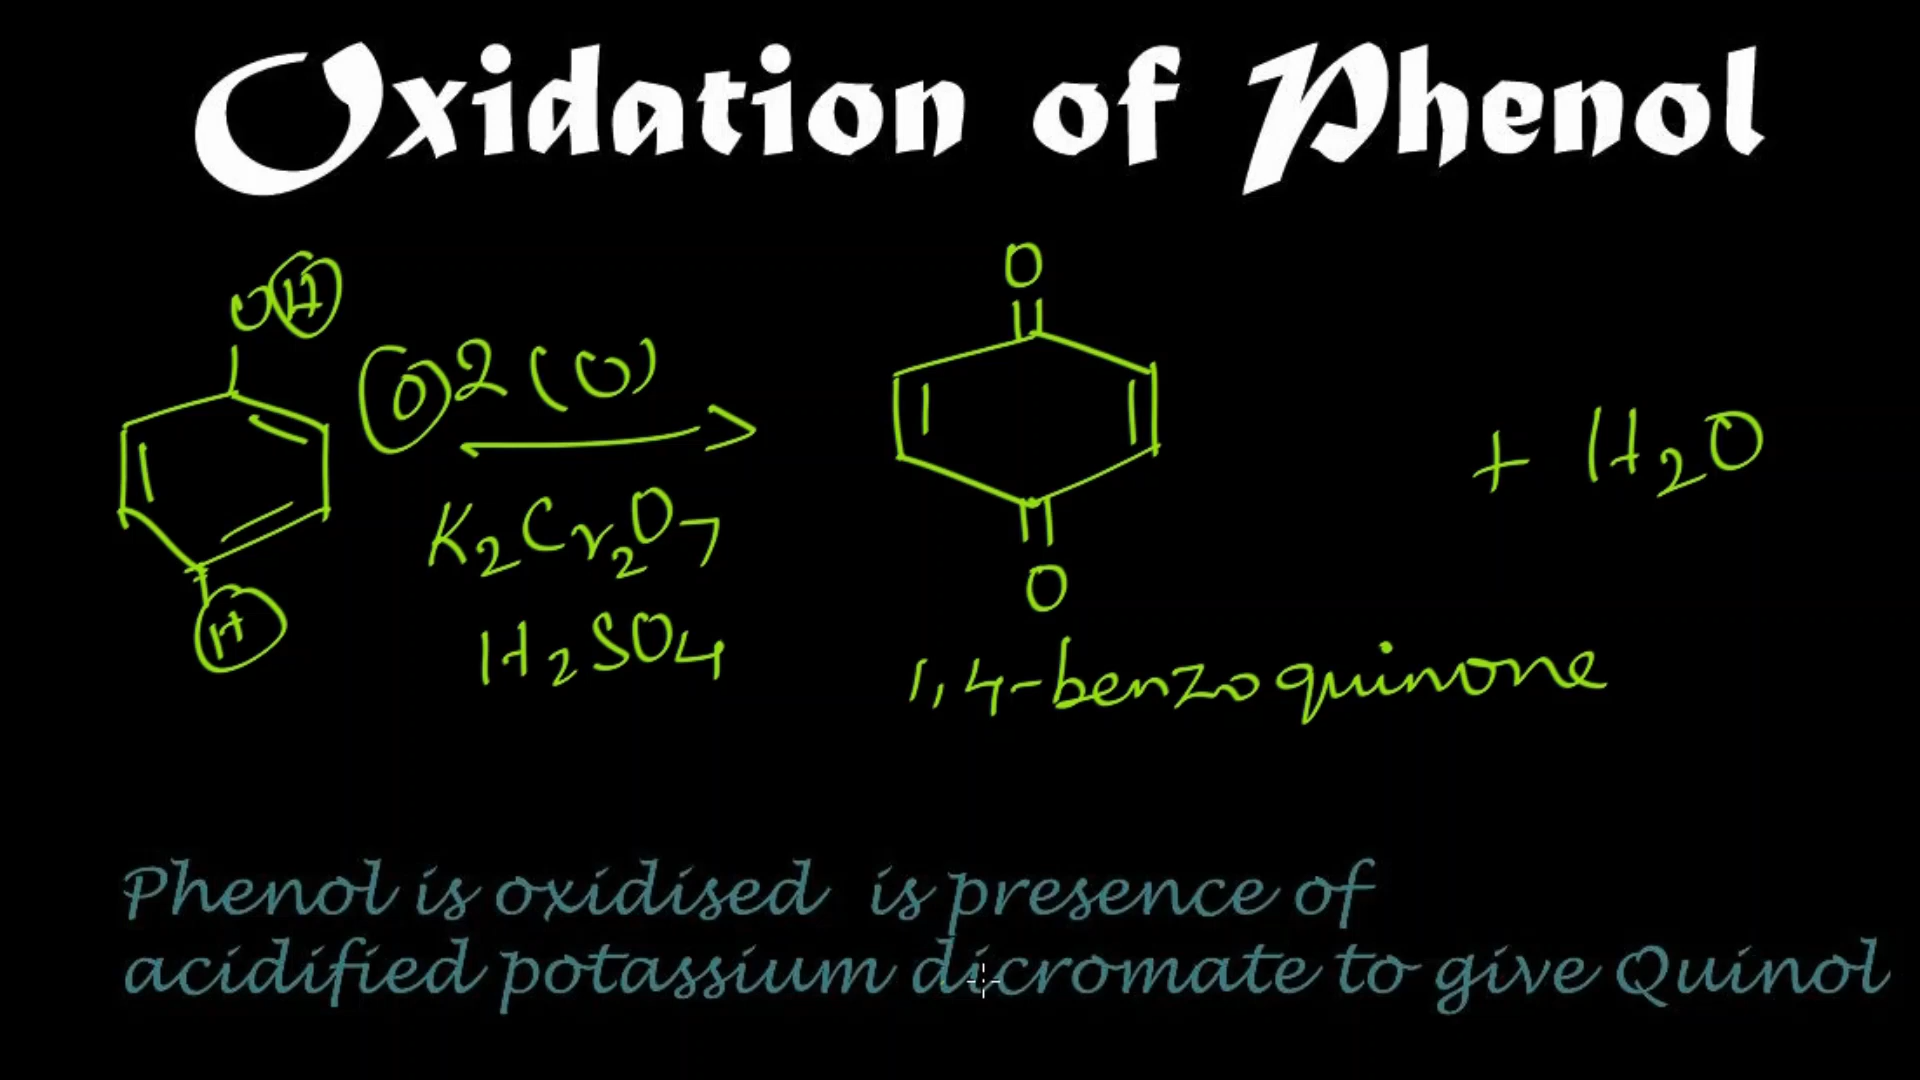 Oxidation of Phenol
OH
O2(O)
K2Cr2O7
H2SO4
H
O
O
+ H2O
1,4-benzoquinone
Phenol is oxidised is presence of
acidified potassium dicromate to give Quinol